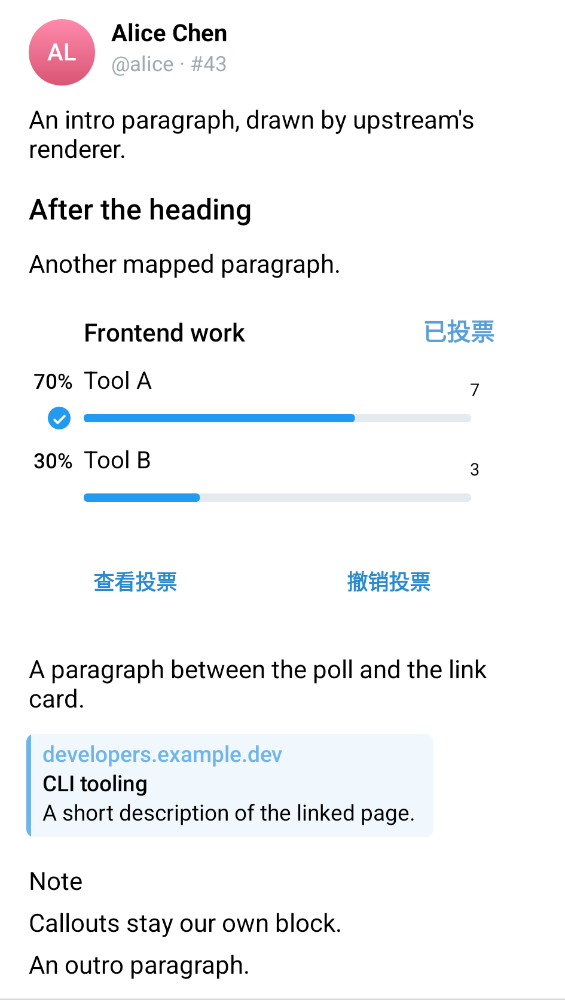 AL
Alice Chen
@alice · #43
An intro paragraph, drawn by upstream's
renderer.
After the heading
Another mapped paragraph.
Frontend work
已投票
70% Tool A
7
30% Tool B
3
查看投票
撤销投票
A paragraph between the poll and the link
card.
developers.example.dev
CLI tooling
A short description of the linked page.
Note
Callouts stay our own block.
An outro paragraph.